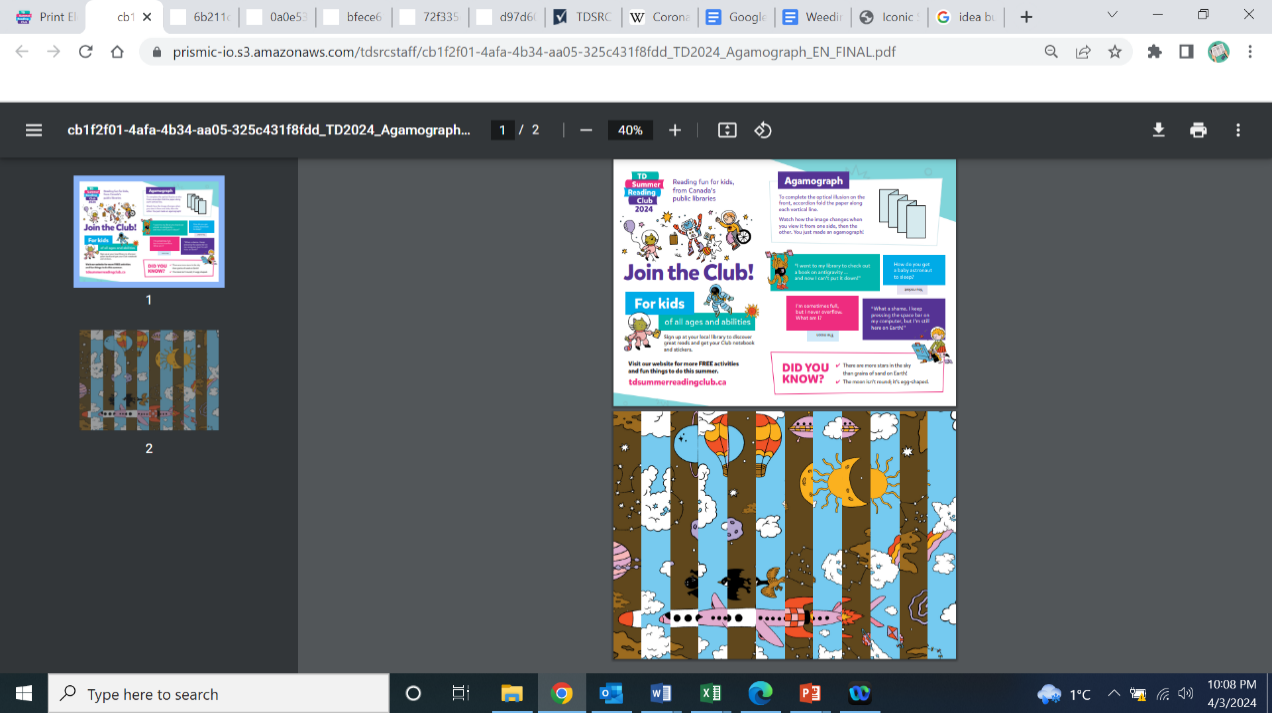 Print El
cb1
6b211
0a0e53
bfece6
72f33
d97d6
TDSRC
Corona
Google
Weedin
Iconic
idea bu
prismic-io.s3.amazonaws.com/tdsrcstaff/cb1f2f01-4afa-4b34-aa05-325c431f8fdd_TD2024_Agamograph_EN_FINAL.pdf
cb1f2f01-4afa-4b34-aa05-325c431f8fdd_TD2024_Agamograph...
1 / 2
40%
1
2
TD
Summer
Reading
Club
2024
Reading fun for kids,
from Canada's
public libraries
Join the Club!
For kids
of all ages and abilities
Sign up at your local library to discover
great reads and get your Club notebook
and stickers.
Visit our website for more FREE activities
and fun things to do this summer.
tdsummerreadingclub.ca
Agamograph
To complete the optical illusion on the
front, accordion fold the paper along
each vertical line.
Watch how the image changes when
you view it from one side, then the
other. You just made an agamograph!
"I went to my library to check out
a book on antigravity ...
and now I can't put it down!"
How do you get
a baby astronaut
to sleep?
You rocket
I'm sometimes full,
but I never overflow.
What am I?
"What a shame. I keep
pressing the space bar on
my computer, but I'm still
here on Earth!"
DID YOU
KNOW?
✓ There are more stars in the sky
than grains of sand on Earth!
✓ The moon isn't round; it's egg-shaped.
Type here to search
1°C
10:08 PM
4/3/2024